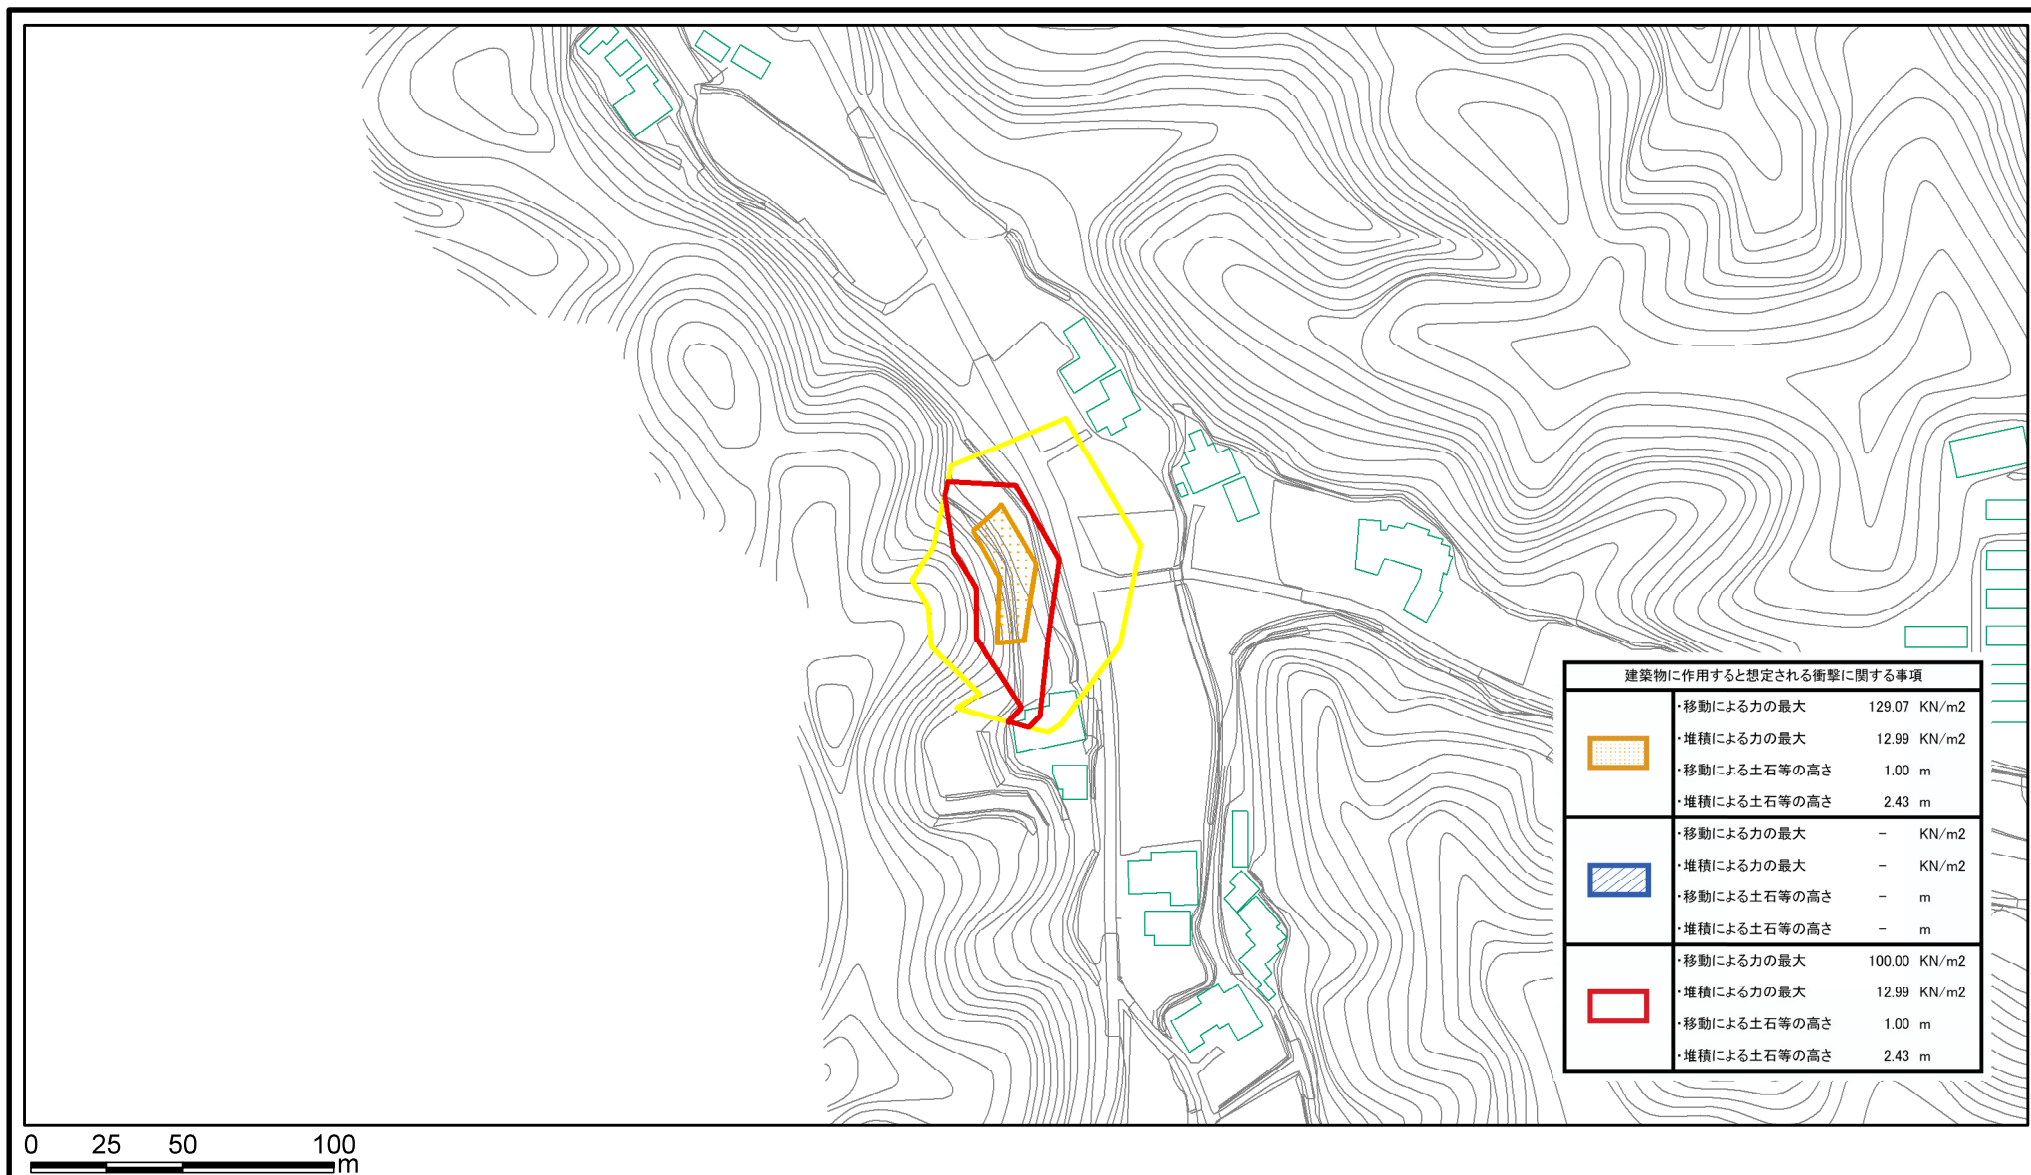 建築物に作用すると想定される衝撃に関する事項
・移動による力の最大 129.07 KN/m2
・堆積による力の最大 12.99 KN/m2
・移動による土石等の高さ 1.00 m
・堆積による土石等の高さ 2.43 m
・移動による力の最大 - KN/m2
・堆積による力の最大 - KN/m2
・移動による土石等の高さ - m
・堆積による土石等の高さ - m
・移動による力の最大 100.00 KN/m2
・堆積による力の最大 12.99 KN/m2
・移動による土石等の高さ 1.00 m
・堆積による土石等の高さ 2.43 m
0 25 50 100
m